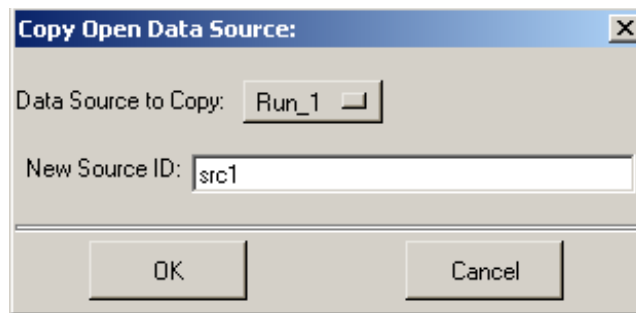 Copy Open Data Source:
Data Source to Copy: Run_1
New Source ID: src1
OK Cancel